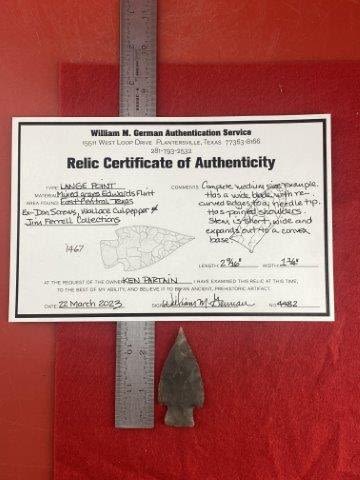 William M. German Authentication Service
15511 WEST LOOP DRIVE PLANTERSVILLE, TEXAS 77363-8166
281-793-2532
Relic Certificate of Authenticity
TYPE LANGE POINT
MATERIAL Mixed grays Edwards Flint
AREA FOUND East-Central Texas
Ex-Don Scrows, Wallace Culpepper &
Jim Ferrell Collections
COMMENTS: Complete medium size example.
Has a wide blade with re-
curved edges to a needle tip.
Has pointed shoulders.
Stem is short, wide and
expands out to a convex
base.
1467
LENGTH: 2 9/16" WIDTH:
AT THE REQUEST OF THE OWNER KEN PARTAIN I HAVE EXAMINED THIS RELIC AT THIS TIME,
TO THE BEST OF MY ABILITY, AND BELIEVE IT TO BE AN ANCIENT, PREHISTORIC ARTIFACT.
DATE: 22 March 2023 William M German NO. 4482